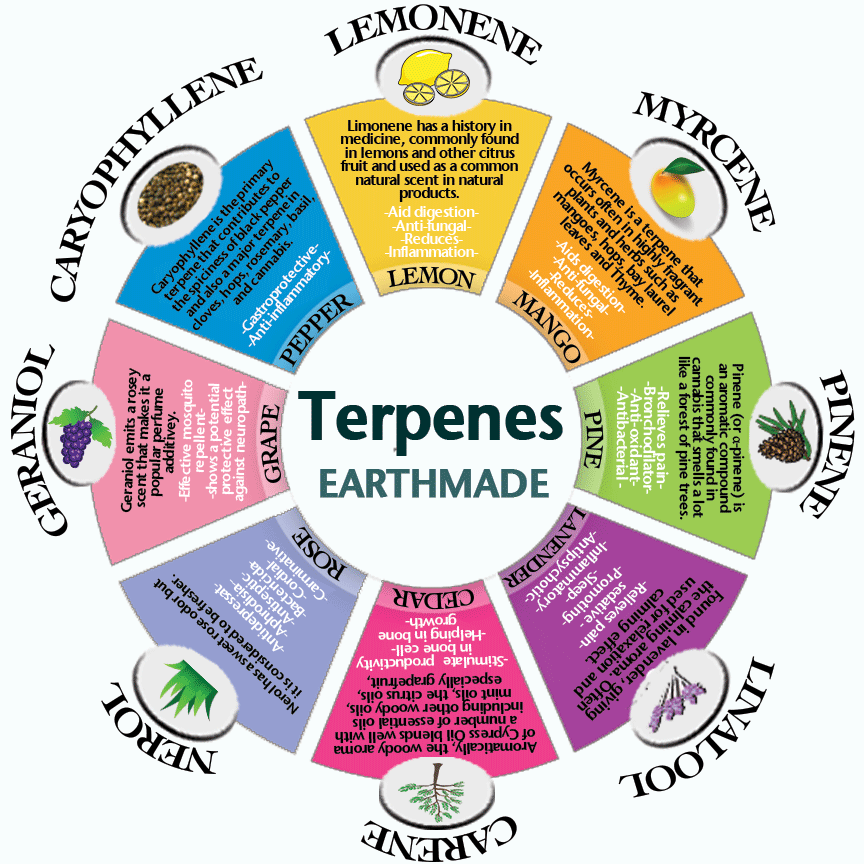 LEMONENE
Limonene has a history in
medicine, commonly found
in lemons and other citrus
fruit and used as a common
natural scent in natural
products.
-Aid digestion-
-Anti-fungal-
-Reduces-
-Inflammation-
LEMON
MYRCENE
Myrcene is a terpene that
occurs often in highly fragrant
plants and herbs such as
mangoes, hops, bay laurel
leaves, and thyme.
-Aids digestion-
-Anti-fungal-
-Reduces-
-Inflammation-
MANGO
PINENE
Pinene (or α-pinene) is
an aromatic compound
commonly found in
cannabis that smells a lot
like a forest of pine trees.
-Relieves pain-
-Bronchodilator-
-Anti-oxidant-
-Antibacterial-
PINE
LINALOOL
Found in lavender, giving
the calming aroma. Often
used for relaxation and
calming effect.
-Relieves pain-
sedative-
-Promoting-
Sleep-
-Inflammatory-
-Antipsychotic
LAVENDER
CARENE
Aromatically, the woody aroma
of Cypress Oil blends well with
a number of essential oils
including other woody oils,
mint oils, the citrus oils,
especially grapefruit,
-Stimulate productivity
in bone cell-
-Helping in bone
growth-
CEDAR
NEROL
Nerol has a sweet rose odor but
it is considered to be fresher.
-Antidepressat-
Aphrodisia-
Antiseptic-
Bactericida-
Cordial-
Carminative-
ROSE
GERANIOL
Geraniol emits a rosey
scent that makes it a
popular perfume
additivey.
-Effective mosquito
repellent-
-shows a potential
protective effect
against neuropath-
GRAPE
CARYOPHYLLENE
Caryophyllene is the primary
terpene that contributes to
the spiciness of black pepper
and also a major terpene in
cloves, hops, rosemary, basil,
and cannabis.
-Gastroprotective-
-Anti-inflammatory-
PEPPER
Terpenes
EARTHMADE